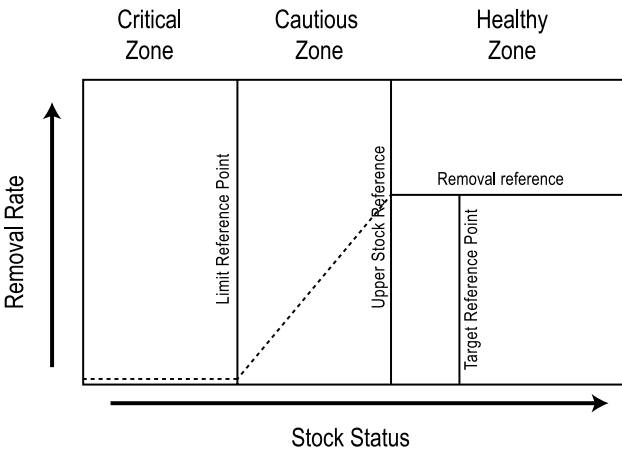 Critical
Zone
Cautious
Zone
Healthy
Zone
Removal Rate
Limit Reference Point
Upper Stock Reference
Removal reference
Target Reference Point
Stock Status